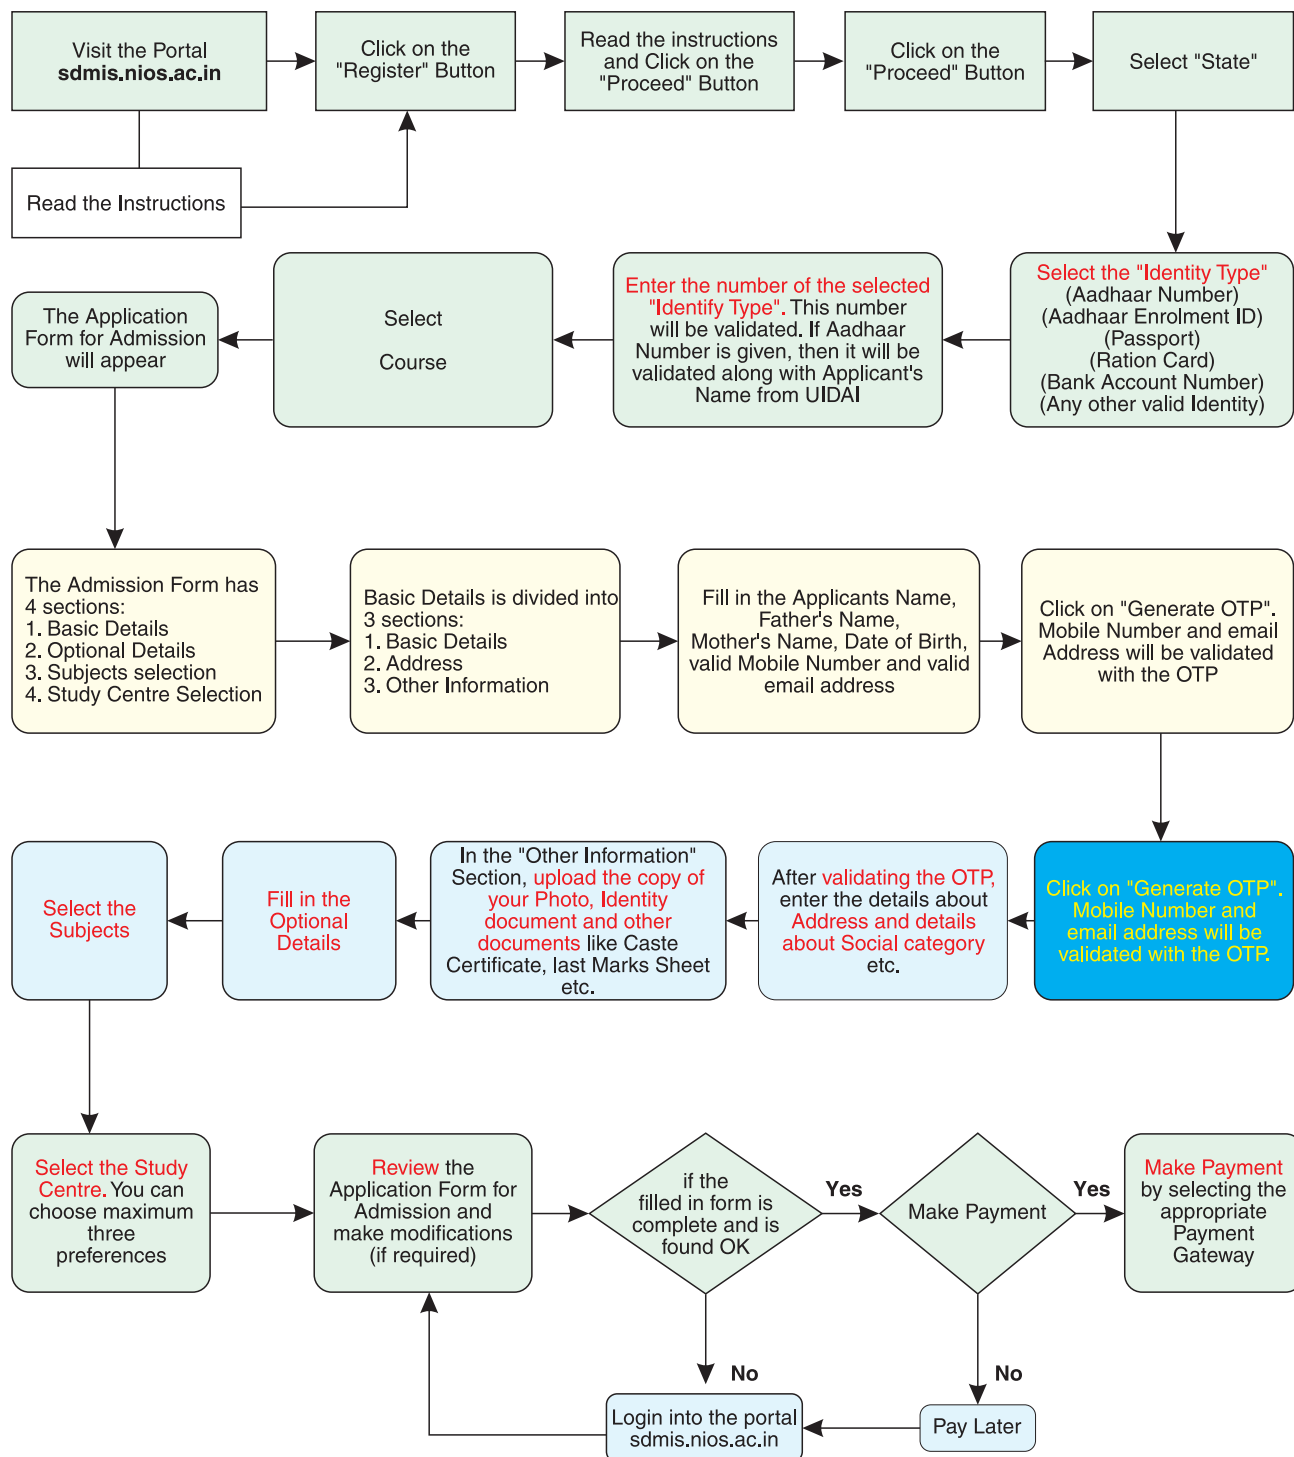 Visit the Portal
sdmis.nios.ac.in
Click on the
"Register" Button
Read the instructions
and Click on the
"Proceed" Button
Click on the
"Proceed" Button
Select "State"
Read the Instructions
Select the "Identity Type"
(Aadhaar Number)
(Aadhaar Enrolment ID)
(Passport)
(Ration Card)
(Bank Account Number)
(Any other valid Identity)
Enter the number of the selected
"Identify Type". This number
will be validated. If Aadhaar
Number is given, then it will be
validated along with Applicant's
Name from UIDAI
Select
Course
The Application
Form for Admission
will appear
The Admission Form has
4 sections:
1. Basic Details
2. Optional Details
3. Subjects selection
4. Study Centre Selection
Basic Details is divided into
3 sections:
1. Basic Details
2. Address
3. Other Information
Fill in the Applicants Name,
Father's Name,
Mother's Name, Date of Birth,
valid Mobile Number and valid
email address
Click on "Generate OTP".
Mobile Number and email
Address will be validated
with the OTP
Click on "Generate OTP".
Mobile Number and
email address will be
validated with the OTP.
After validating the OTP,
enter the details about
Address and details
about Social category
etc.
In the "Other Information"
Section, upload the copy of
your Photo, Identity
document and other
documents like Caste
Certificate, last Marks Sheet
etc.
Fill in the
Optional
Details
Select the
Subjects
Select the Study
Centre. You can
choose maximum
three
preferences
Review the
Application Form for
Admission and
make modifications
(if required)
if the
filled in form is
complete and is
found OK
Yes
Make Payment
Yes
Make Payment
by selecting the
appropriate
Payment
Gateway
No
No
Login into the portal
sdmis.nios.ac.in
Pay Later